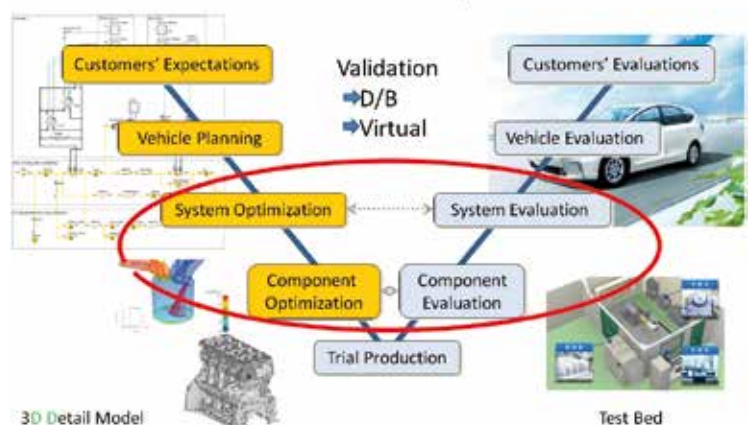 Customers' Expectations
Validation
➡D/B
➡Virtual
Customers' Evaluations
Vehicle Planning
Vehicle Evaluation
System Optimization
System Evaluation
Component
Optimization
Component
Evaluation
Trial Production
3D Detail Model
Test Bed